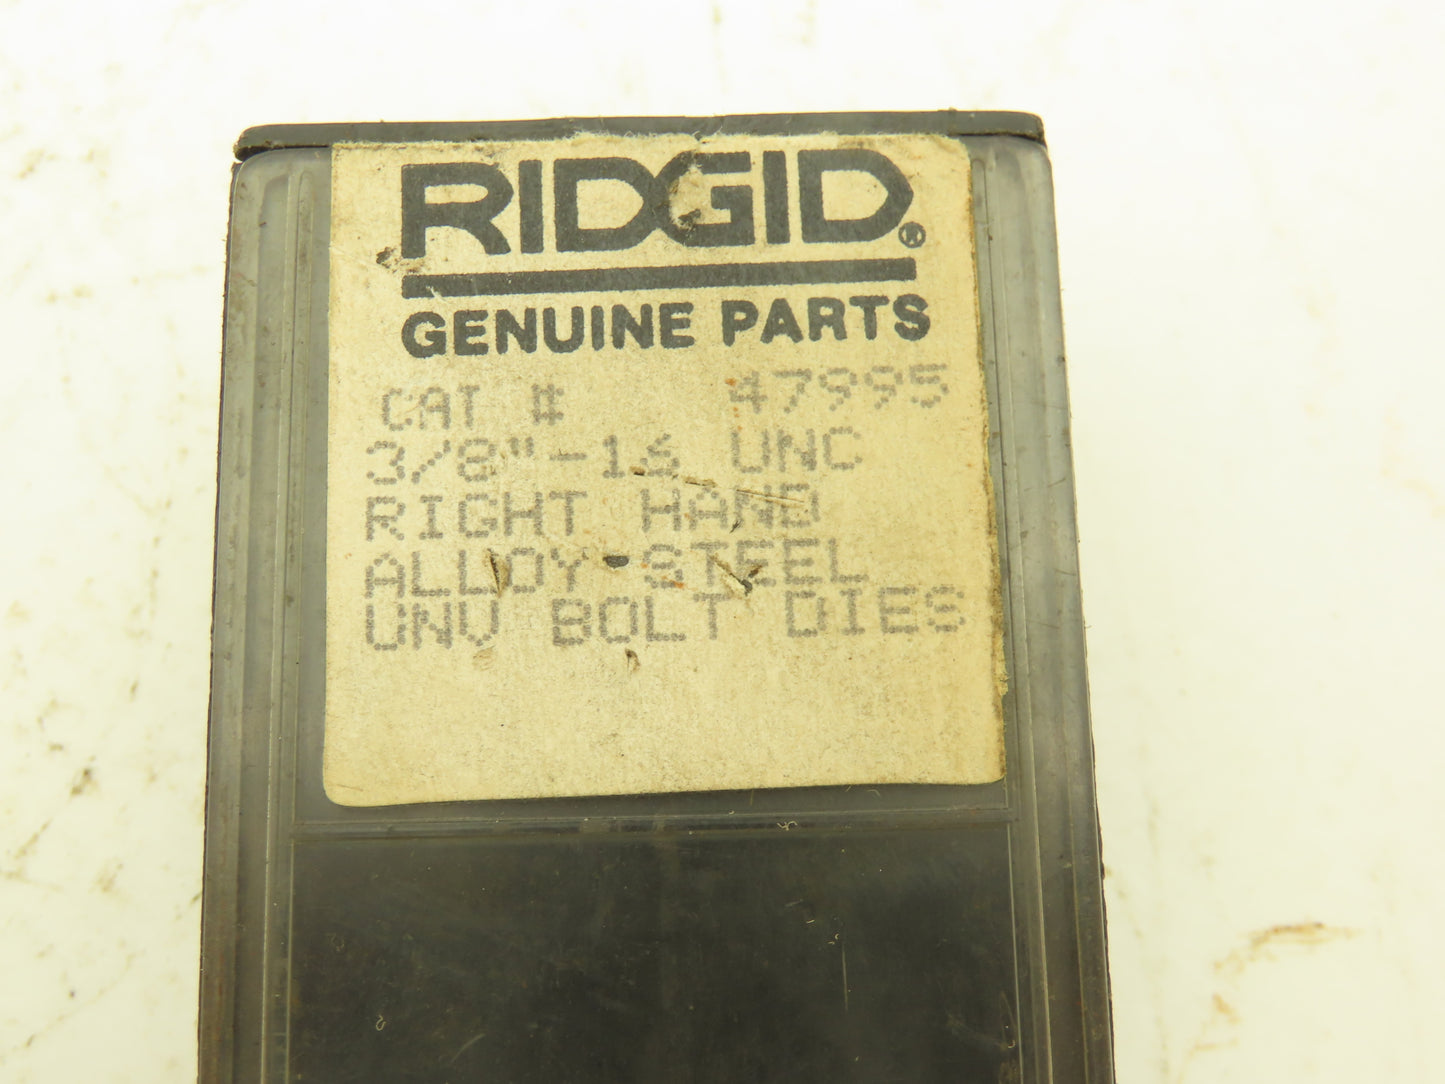 RIDGID®
GENUINE PARTS
CAT # 47995
3/8"-16 UNC
RIGHT HAND
ALLOY STEEL
UNV BOLT DIES